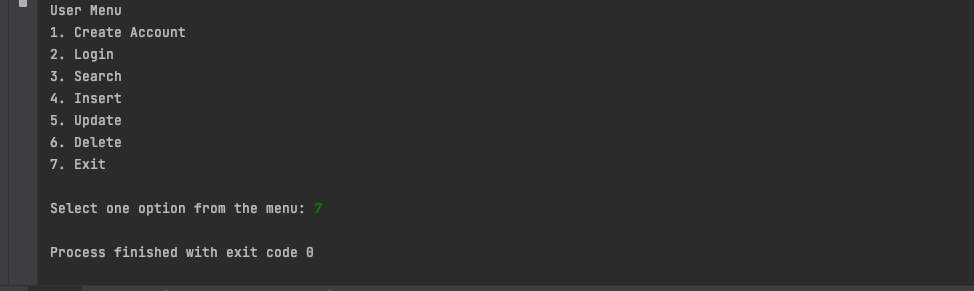 User Menu
1. Create Account
2. Login
3. Search
4. Insert
5. Update
6. Delete
7. Exit
Select one option from the menu: 7
Process finished with exit code 0